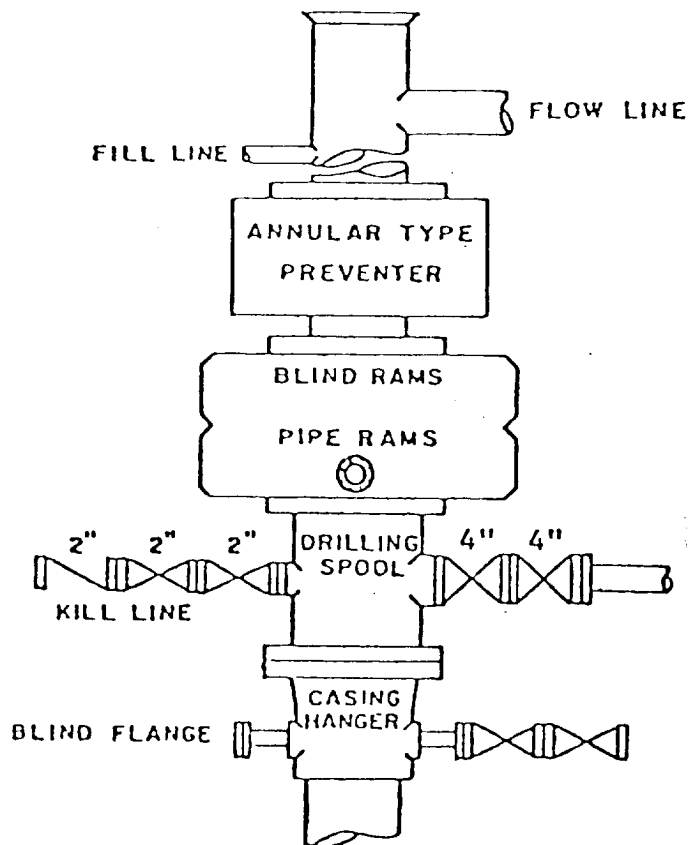 FLOW LINE
FILL LINE
ANNULAR TYPE
PREVENTER
BLIND RAMS
PIPE RAMS
2" 2" 2"
DRILLING
SPOOL
4" 4"
KILL LINE
CASING
HANGER
BLIND FLANGE